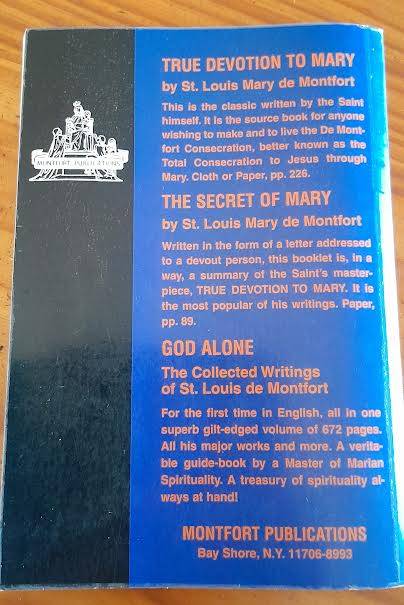 TRUE DEVOTION TO MARY
by St. Louis Mary de Montfort
This is the classic written by the Saint
himself. It is the source book for anyone
wishing to make and to live the De Mont-
fort Consecration, better known as the
Total Consecration to Jesus through
Mary. Cloth or Paper, pp. 226.
MONTFORT PUBLICATIONS
THE SECRET OF MARY
by St. Louis Mary de Montfort
Written in the form of a letter addressed
to a devout person, this booklet is, in a
way, a summary of the Saint's master-
piece, TRUE DEVOTION TO MARY. It is
the most popular of his writings. Paper,
pp. 89.
GOD ALONE
The Collected Writings
of St. Louis de Montfort
For the first time in English, all in one
superb gilt-edged volume of 672 pages.
All his major works and more. A verita-
ble guide-book by a Master of Marian
Spirituality. A treasury of spirituality al-
ways at hand!
MONTFORT PUBLICATIONS
Bay Shore, N.Y. 11706-8993